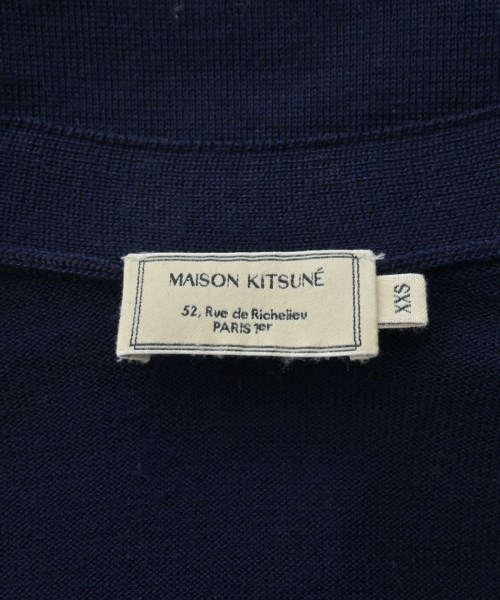 MAISON KITSUNÉ
52, Rue de Richelieu
PARIS 1er
XXS